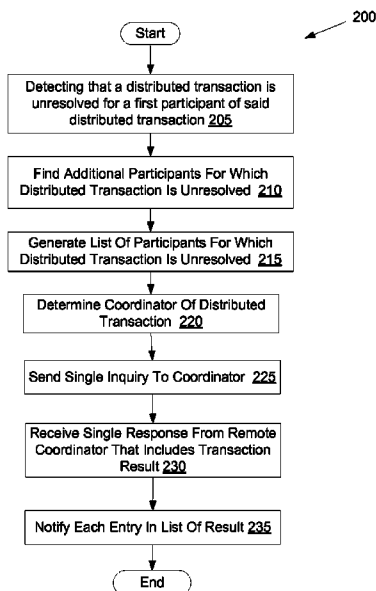 200
Start
Detecting that a distributed transaction is
unresolved for a first participant of said
distributed transaction 205
Find Additional Participants For Which
Distributed Transaction Is Unresolved 210
Generate List Of Participants For Which
Distributed Transaction Is Unresolved 215
Determine Coordinator Of Distributed
Transaction 220
Send Single Inquiry To Coordinator 225
Receive Single Response From Remote
Coordinator That Includes Transaction
Result 230
Notify Each Entry In List Of Result 235
End